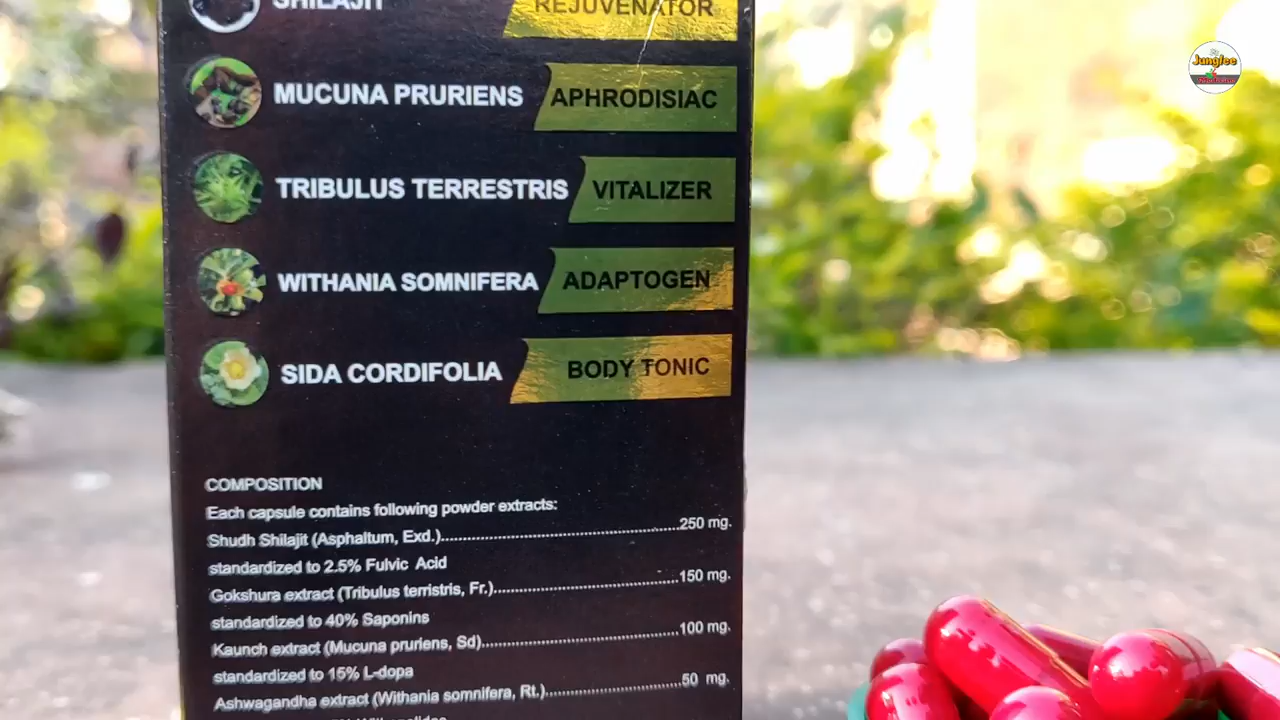 SHILAJIT REJUVENATOR
MUCUNA PRURIENS APHRODISIAC
TRIBULUS TERRESTRIS VITALIZER
WITHANIA SOMNIFERA ADAPTOGEN
SIDA CORDIFOLIA BODY TONIC
COMPOSITION
Each capsule contains following powder extracts:
Shudh Shilajit (Asphaltum, Exd.)....................250 mg.
standardized to 2.5% Fulvic Acid
Gokshura extract (Tribulus terristris, Fr.)....................150 mg.
standardized to 40% Saponins
Kaunch extract (Mucuna pruriens, Sd)....................100 mg.
standardized to 15% L-dopa
Ashwagandha extract (Withania somnifera, Rt.)....................50 mg.
Junglee